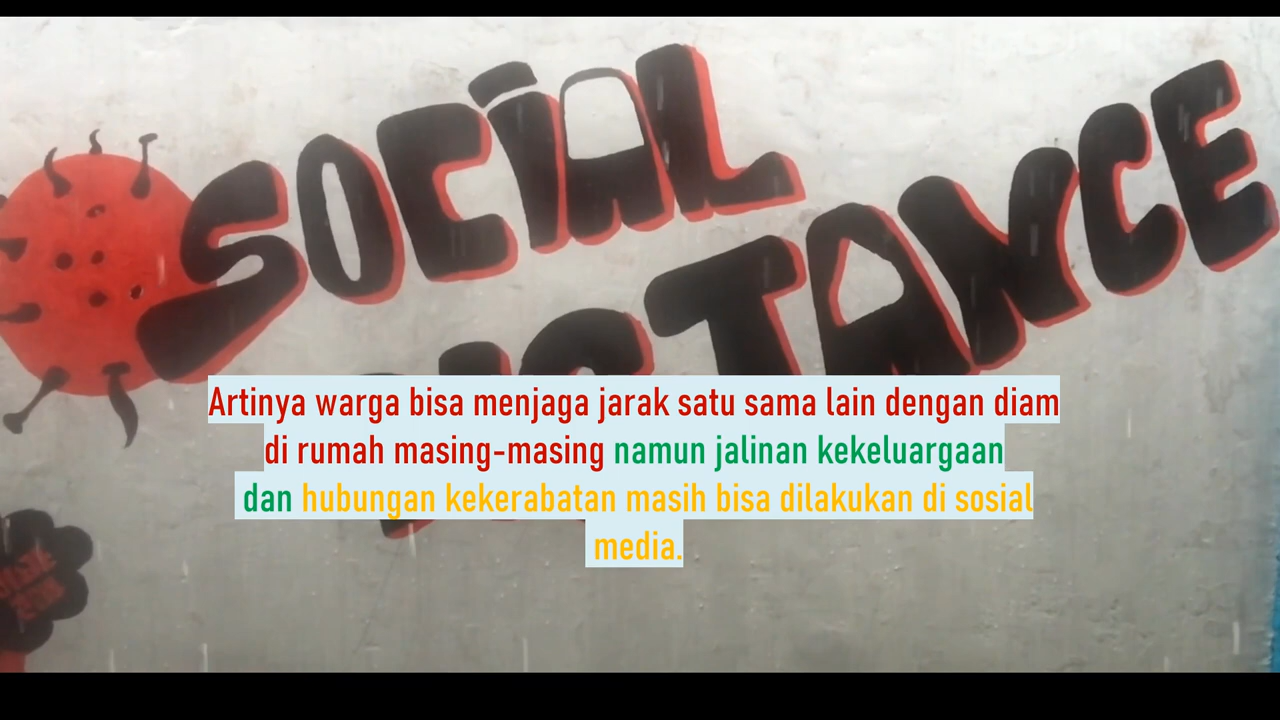 SOCIAL
DISTANCE
Artinya warga bisa menjaga jarak satu sama lain dengan diam
di rumah masing-masing namun jalinan kekeluargaan
dan hubungan kekerabatan masih bisa dilakukan di sosial
media.